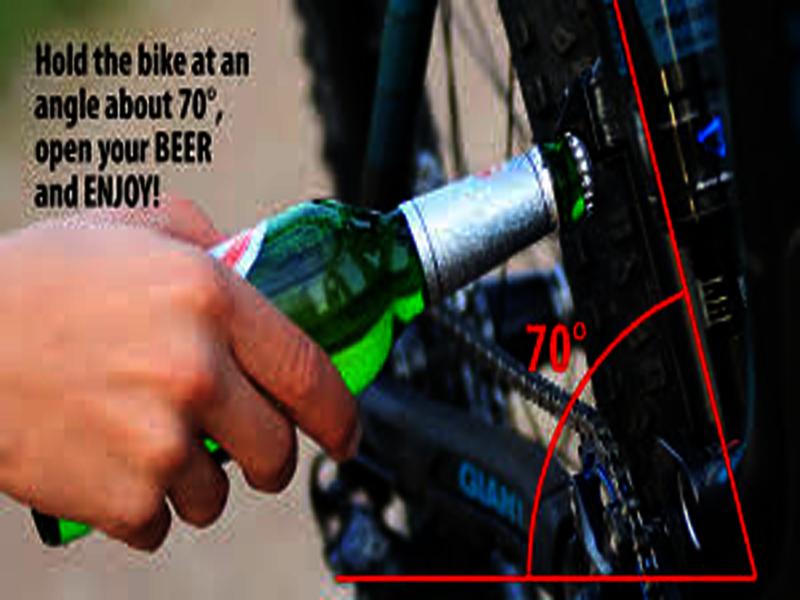 Hold the bike at an
angle about 70°,
open your BEER
and ENJOY!
70°
GIANT